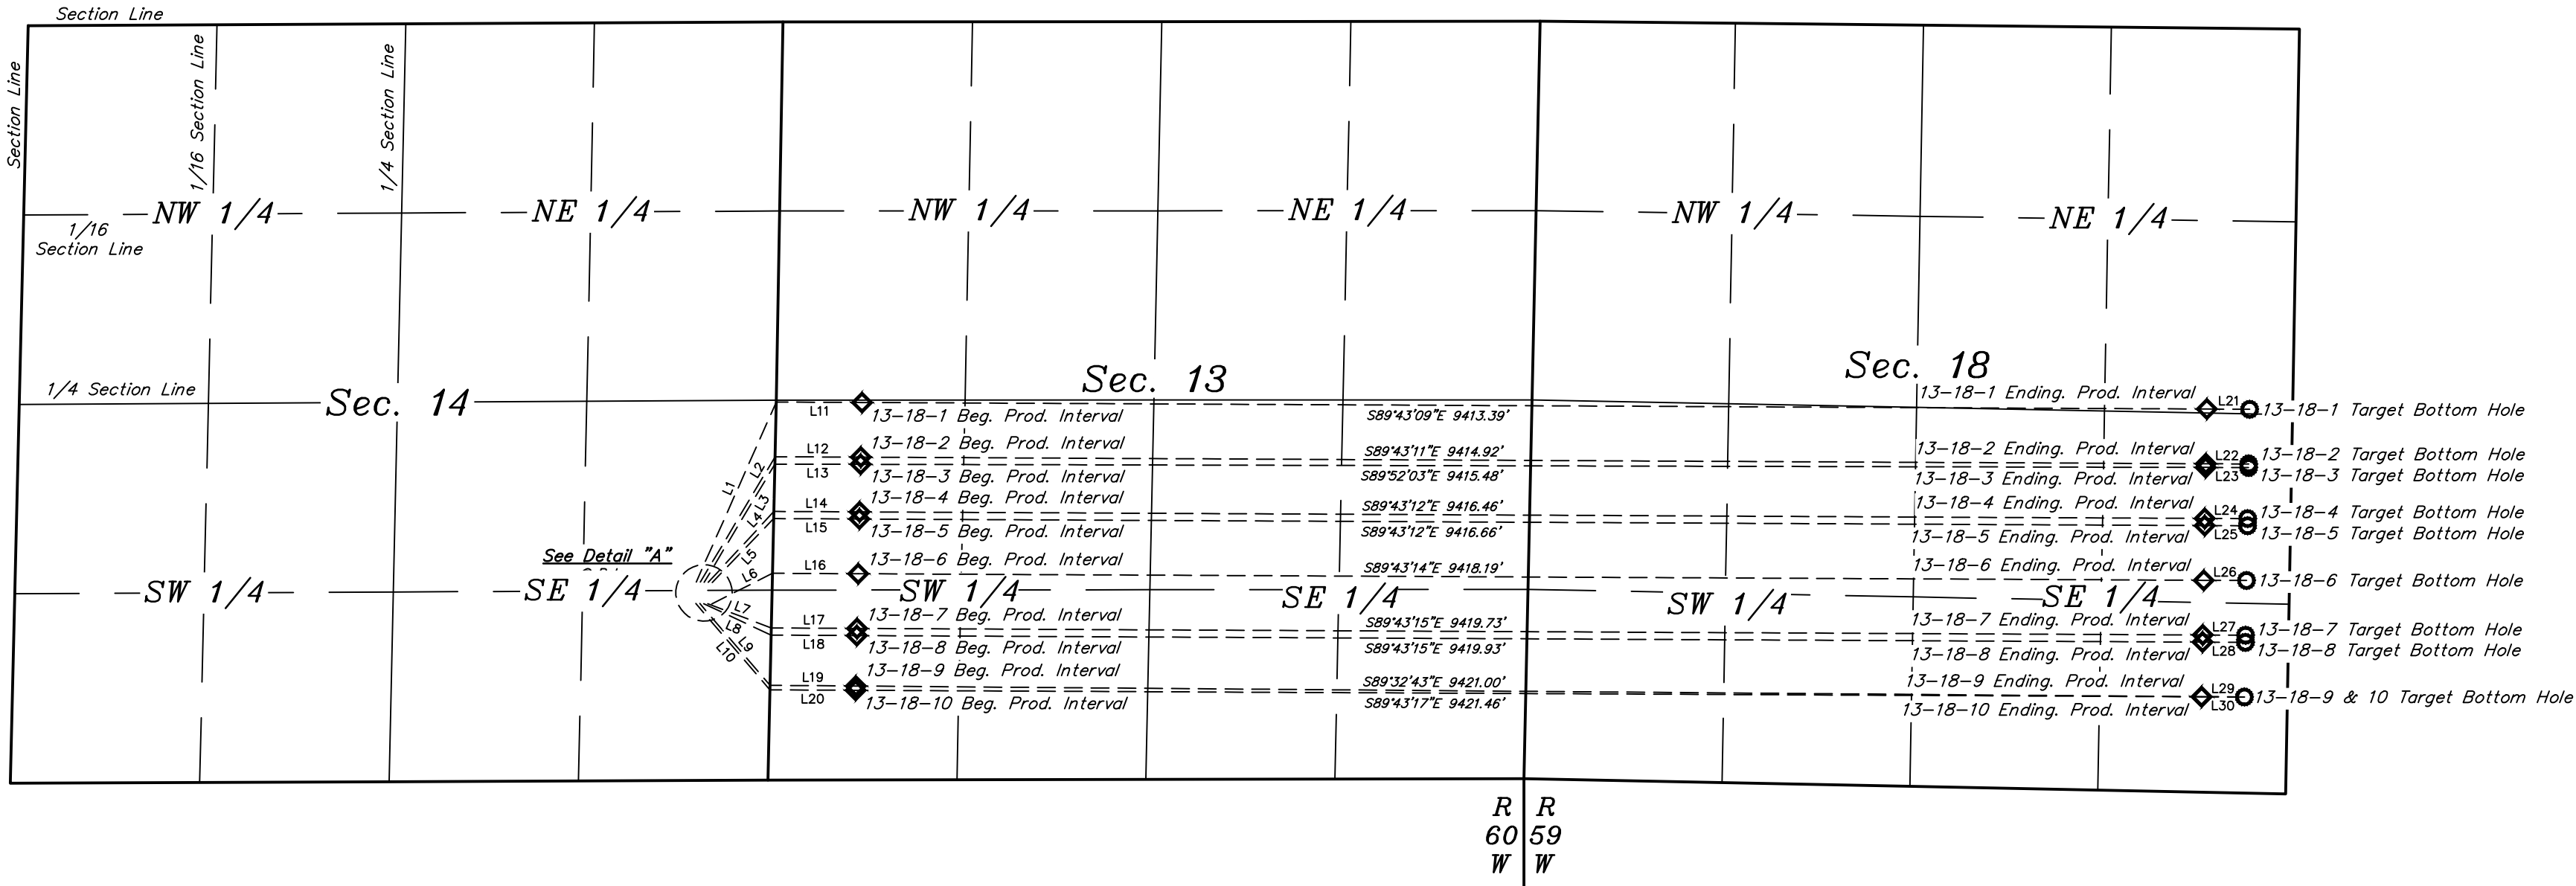 Section Line
Section Line
1/16 Section Line
1/4 Section Line
NW 1/4
NE 1/4
NW 1/4
NE 1/4
NW 1/4
NE 1/4
1/16
Section Line
1/4 Section Line
Sec. 14
Sec. 13
Sec. 18
L11
13-18-1 Beg. Prod. Interval
S89°43'09"E 9413.39'
13-18-1 Ending. Prod. Interval
L21
13-18-1 Target Bottom Hole
L12
13-18-2 Beg. Prod. Interval
S89°43'11"E 9414.92'
13-18-2 Ending. Prod. Interval
L22
13-18-2 Target Bottom Hole
L13
13-18-3 Beg. Prod. Interval
S89°52'03"E 9415.48'
13-18-3 Ending. Prod. Interval
L23
13-18-3 Target Bottom Hole
L14
13-18-4 Beg. Prod. Interval
S89°43'12"E 9416.46'
13-18-4 Ending. Prod. Interval
L24
13-18-4 Target Bottom Hole
L15
13-18-5 Beg. Prod. Interval
S89°43'12"E 9416.66'
13-18-5 Ending. Prod. Interval
L25
13-18-5 Target Bottom Hole
L1
L2
L3
L4
L5
L6
L7
L8
L9
L10
See Detail "A"
L16
13-18-6 Beg. Prod. Interval
S89°43'14"E 9418.19'
13-18-6 Ending. Prod. Interval
L26
13-18-6 Target Bottom Hole
SW 1/4
SE 1/4
SW 1/4
SE 1/4
SW 1/4
SE 1/4
L17
13-18-7 Beg. Prod. Interval
S89°43'15"E 9419.73'
13-18-7 Ending. Prod. Interval
L27
13-18-7 Target Bottom Hole
L18
13-18-8 Beg. Prod. Interval
S89°43'15"E 9419.93'
13-18-8 Ending. Prod. Interval
L28
13-18-8 Target Bottom Hole
L19
13-18-9 Beg. Prod. Interval
S89°32'43"E 9421.00'
13-18-9 Ending. Prod. Interval
L29
13-18-9 & 10 Target Bottom Hole
L20
13-18-10 Beg. Prod. Interval
S89°43'17"E 9421.46'
13-18-10 Ending. Prod. Interval
L30
R R
60 59
W W